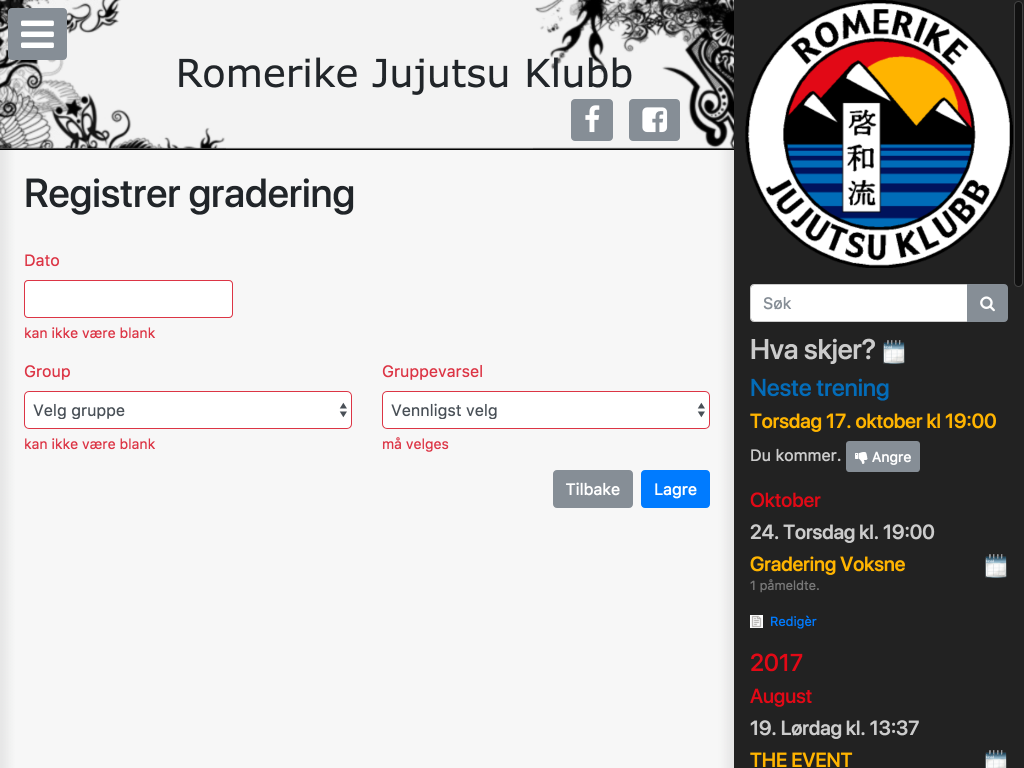 Romerike Jujutsu Klubb
Registrer gradering
Dato
kan ikke være blank
Group
Velg gruppe
kan ikke være blank
Gruppevarsel
Vennligst velg
må velges
Tilbake
Lagre
ROMERIKE
啓和流
JUJUTSU KLUBB
Søk
Hva skjer?
Neste trening
Torsdag 17. oktober kl 19:00
Du kommer. Angre
Oktober
24. Torsdag kl. 19:00
Gradering Voksne
1 påmeldte.
Redigèr
2017
August
19. Lørdag kl. 13:37
THE EVENT